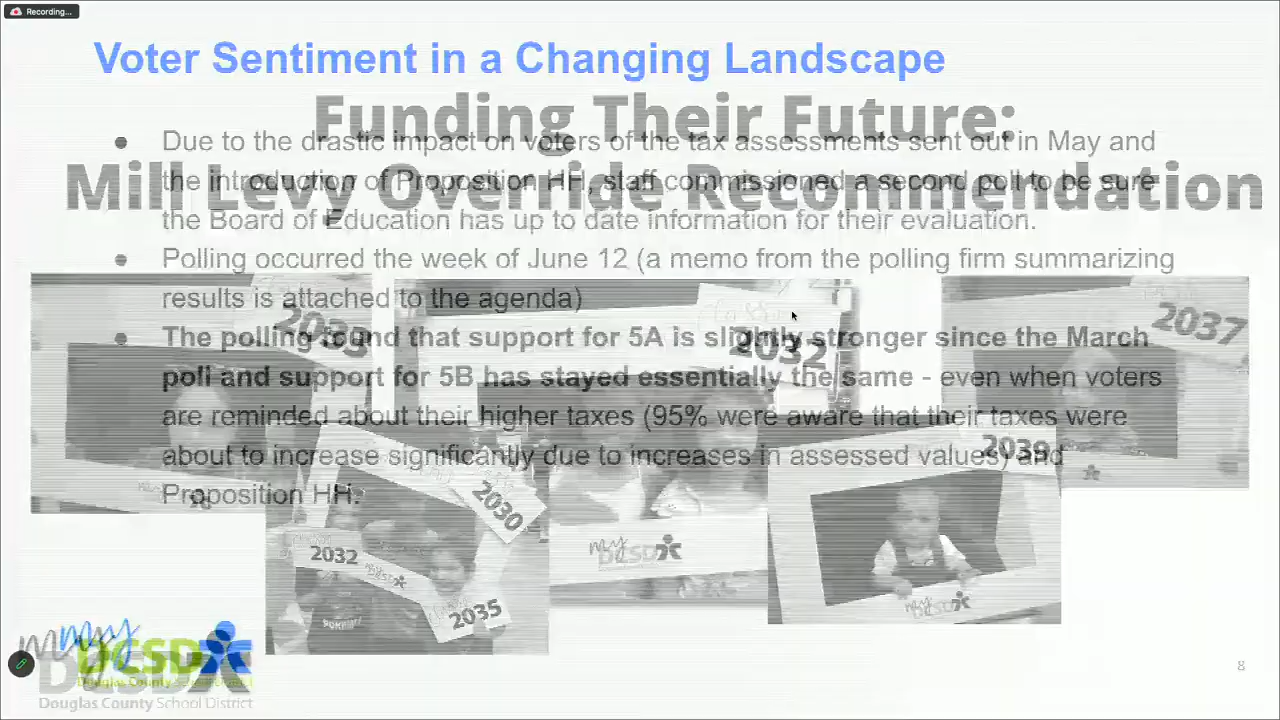 Recording...
Voter Sentiment in a Changing Landscape
Funding Their Future:
Mill Levy Override Recommendation
● Due to the drastic impact on voters of the tax assessments sent out in May and
the introduction of Proposition HH, staff commissioned a second poll to be sure
the Board of Education has up to date information for their evaluation.
● Polling occurred the week of June 12 (a memo from the polling firm summarizing
results is attached to the agenda)
● The polling found that support for 5A is slightly stronger since the March
poll and support for 5B has stayed essentially the same - even when voters
are reminded about their higher taxes (95% were aware that their taxes were
about to increase significantly due to increases in assessed values) and
Proposition HH.
2032
2037
2039
2030
2032
2035
my DCSD
my DCSD
my DCSD
Douglas County School District
8